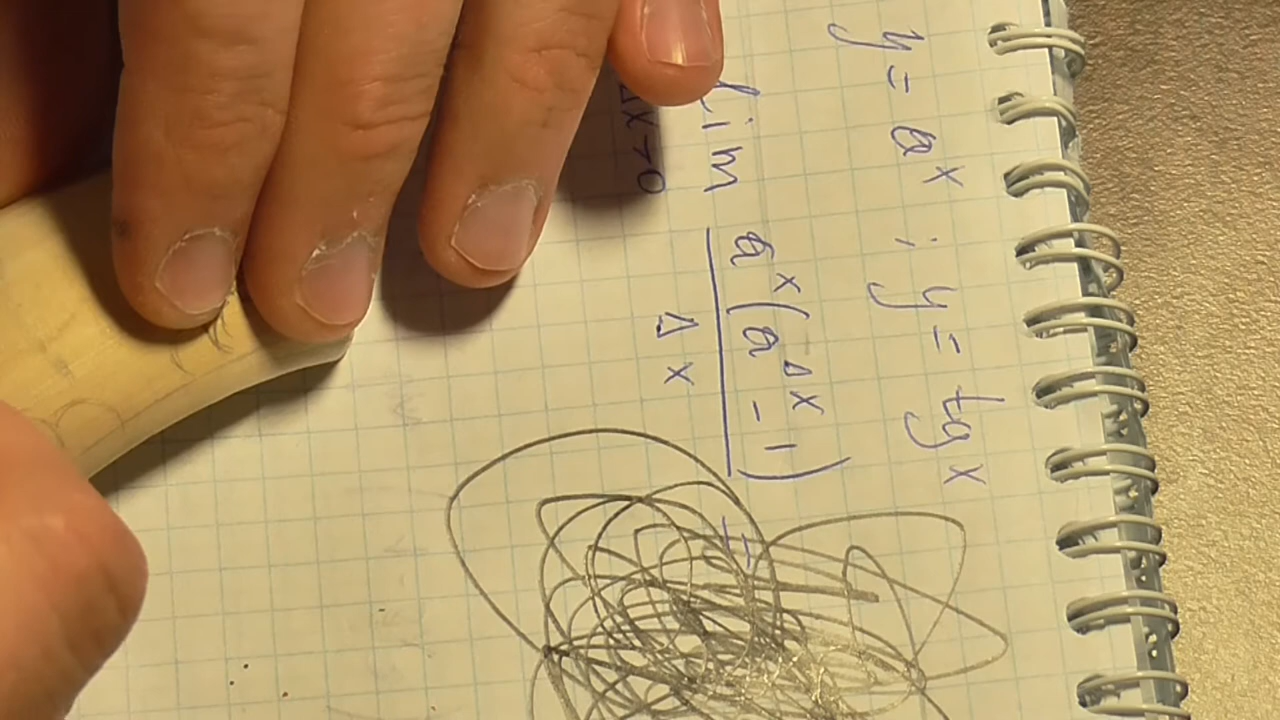 y = a^x ; y = tg x
lim a^x(a^Δx - 1) =
Δx→0 Δx